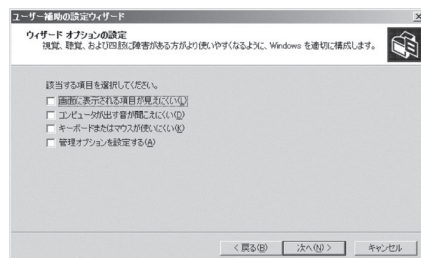 ユーザー補助の設定ウィザード
ウィザード オプションの設定
視覚、聴覚、および四肢に障害がある方がより使いやすくなるように、Windows を適切に構成します。
該当する項目を選択してください。
画面に表示される項目が見えにくい(L)
コンピュータが出す音が聞こえにくい(D)
キーボードまたはマウスが使いにくい(K)
管理オプションを設定する(A)
< 戻る(B)
次へ(N) >
キャンセル